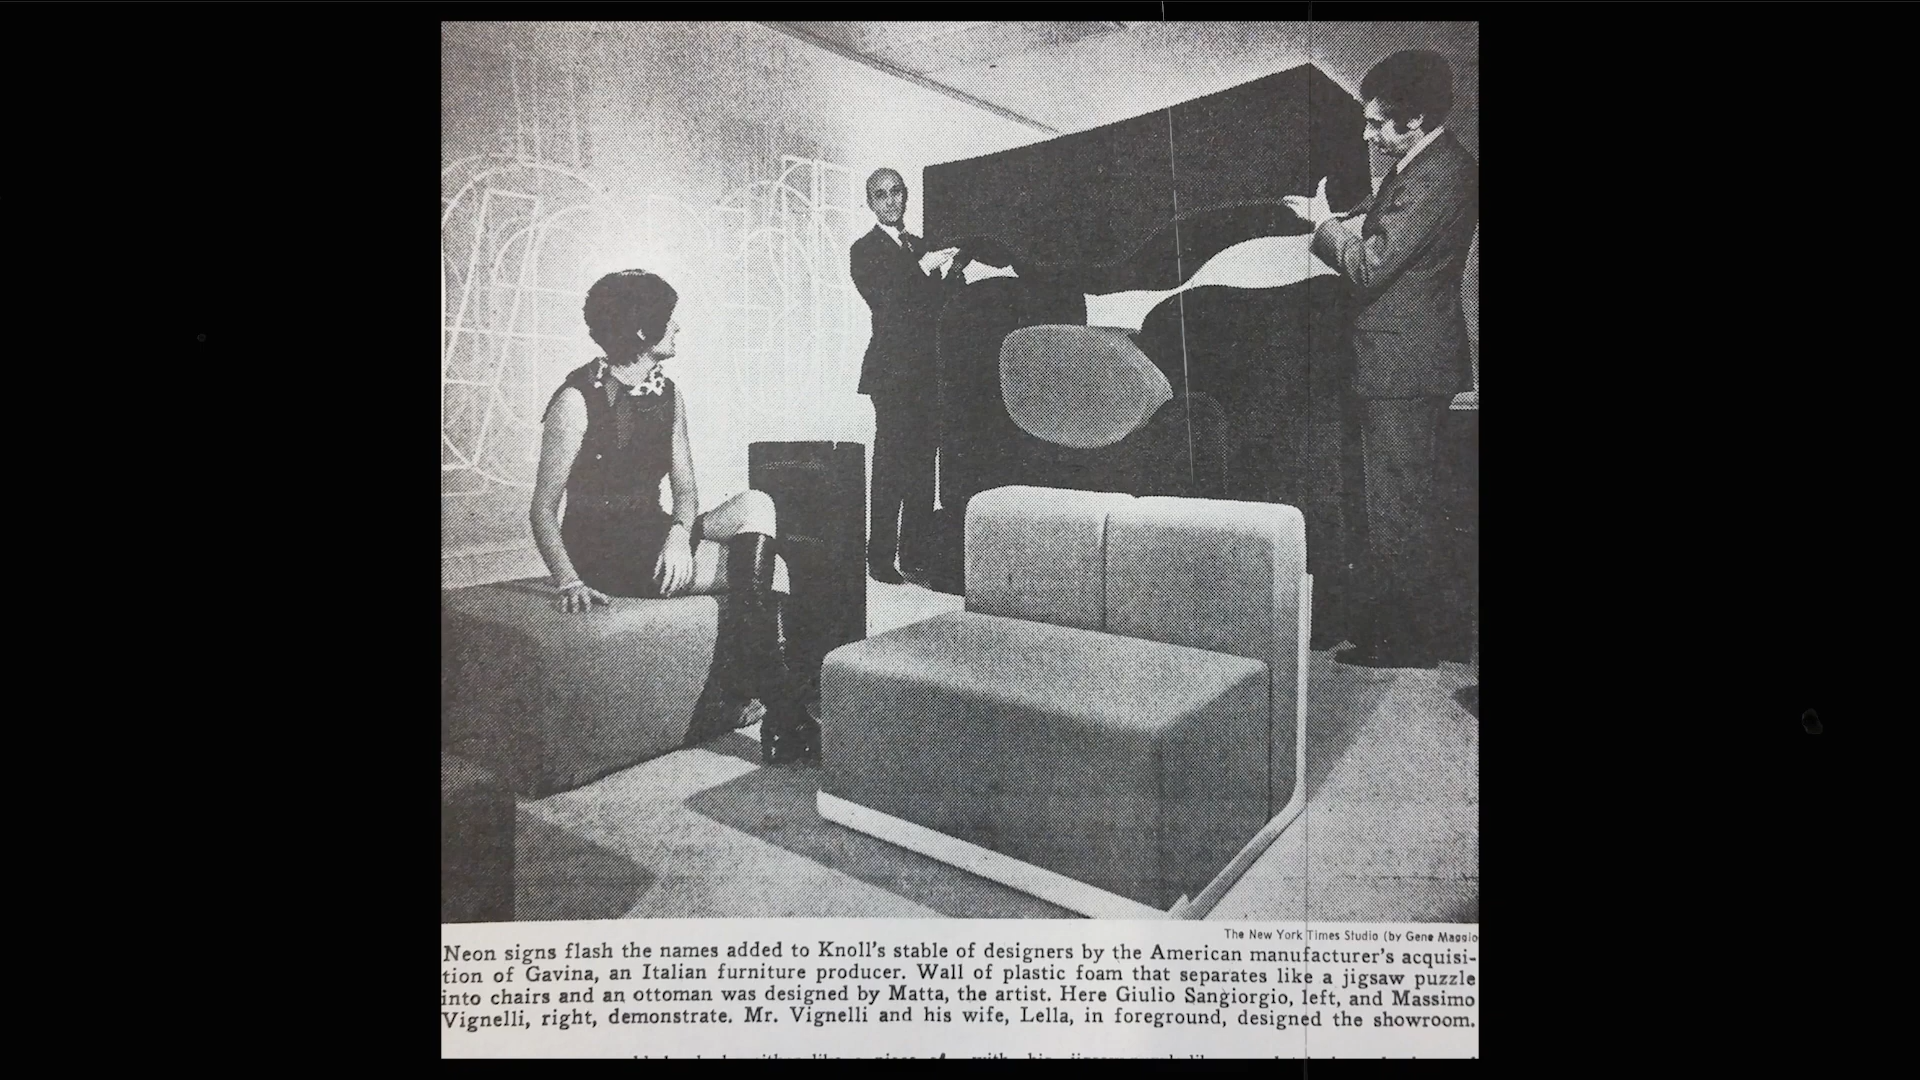 The New York Times Studio (by Gene Maggio
Neon signs flash the names added to Knoll's stable of designers by the American manufacturer's acquisi-
tion of Gavina, an Italian furniture producer. Wall of plastic foam that separates like a jigsaw puzzle
into chairs and an ottoman was designed by Matta, the artist. Here Giulio Sangiorgio, left, and Massimo
Vignelli, right, demonstrate. Mr. Vignelli and his wife, Lella, in foreground, designed the showroom.